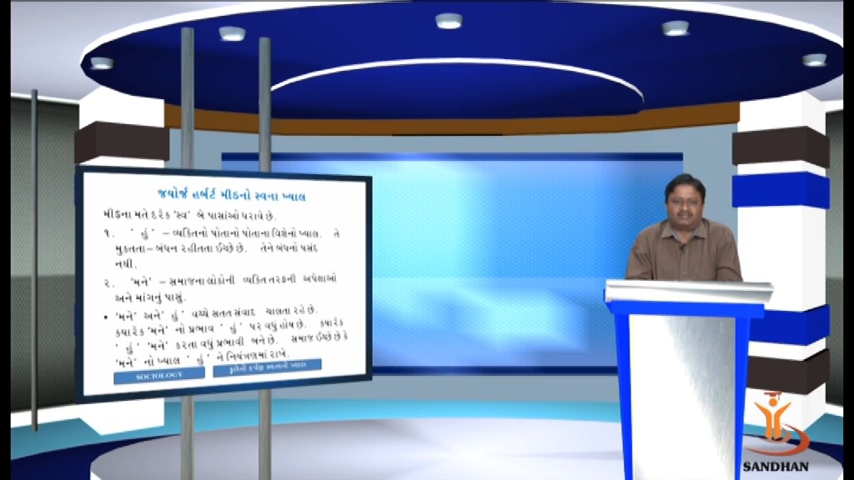 જ્યોર્જ હર્બર્ટ મીડનો સ્વના ખ્યાલ
મીડના મતે દરેક ‘સ્વ’ બે પાસાંઓ ધરાવે છે.
૧. ‘ હું ’ – વ્યક્તિનો પોતાનો પોતાના વિશેનો ખ્યાલ. તે
મુક્તતા– બંધન રહીતતા ઈચ્છે છે. તેને બંધનો પસંદ
નથી.
૨. ‘મને’ – સમાજના લોકોની વ્યક્તિ તરફની અપેક્ષાઓ
અને માંગનું પાસું.
• ‘મને’ અને‘ હું ’ વચ્ચે સતત સંવાદ ચાલતા રહે છે.
ક્યારેક ‘મને’ નો પ્રભાવ ‘ હું ’ પર વધુ હોય છે. ક્યારેક
‘ હું ’ ‘મને’ કરતા વધુ પ્રભાવી બને છે. સમાજ ઈચ્છે છે કે
‘મને’ નો ખ્યાલ ‘ હું ’ ને નિયંત્રણમાં રાખે.
SOCIOLOGY
કુલેનો દર્પણ ખ્યાલ
SANDHAN